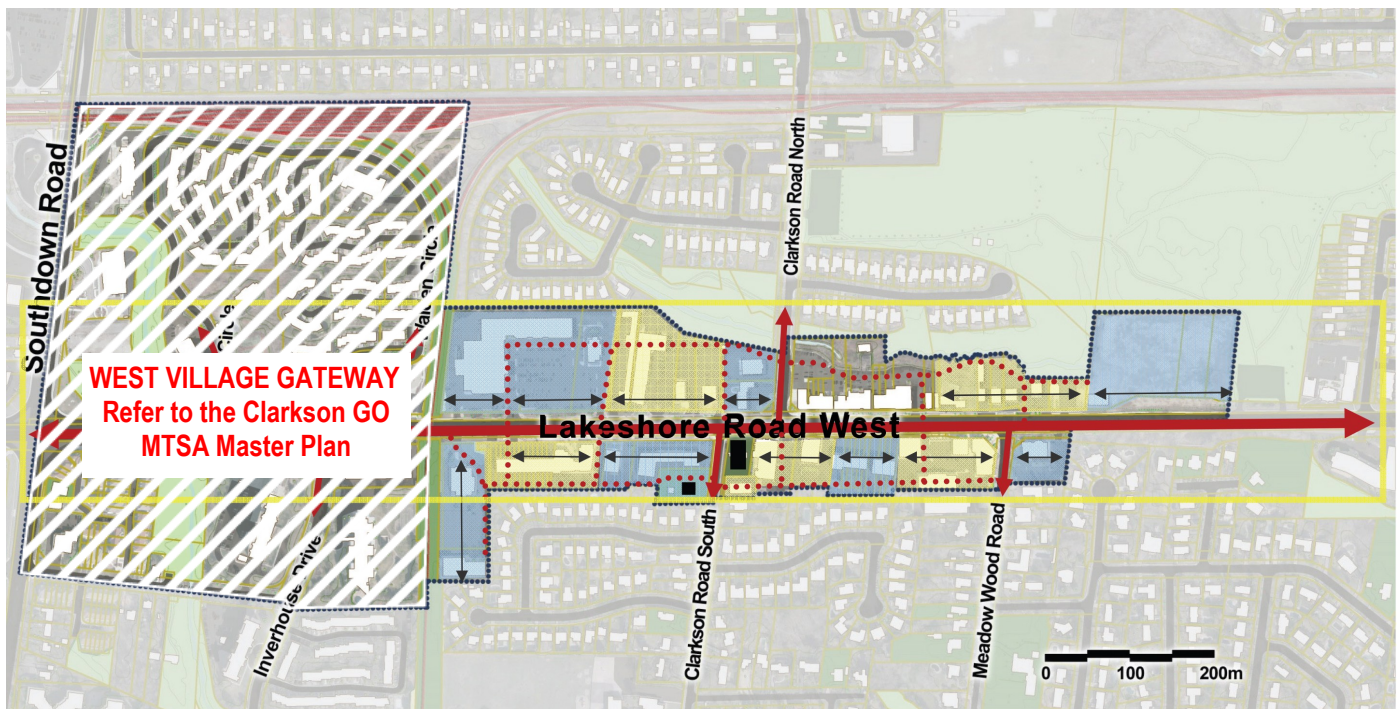 Clarkson Road North
Southdown Road
Circle
WEST VILLAGE GATEWAY
Refer to the Clarkson GO
MTSA Master Plan
Lakeshore Road West
Inverhouse Drive
Clarkson Road South
Meadow Wood Road
0 100 200m